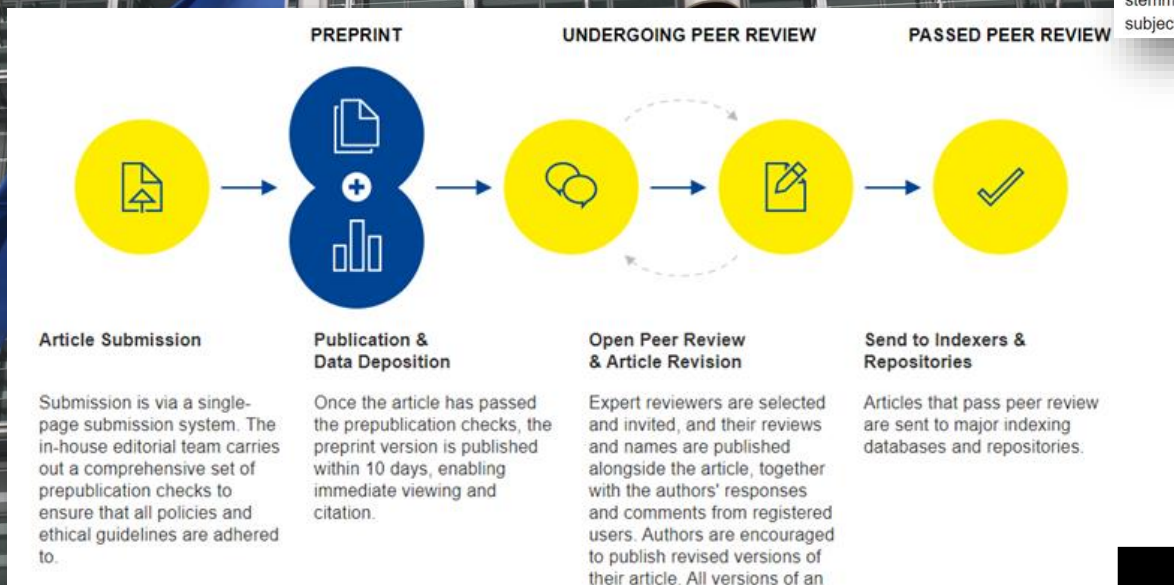 stemm
subjec
PREPRINT
UNDERGOING PEER REVIEW
PASSED PEER REVIEW
Article Submission
Submission is via a single-
page submission system. The
in-house editorial team carries
out a comprehensive set of
prepublication checks to
ensure that all policies and
ethical guidelines are adhered
to.
Publication &
Data Deposition
Once the article has passed
the prepublication checks, the
preprint version is published
within 10 days, enabling
immediate viewing and
citation.
Open Peer Review
& Article Revision
Expert reviewers are selected
and invited, and their reviews
and names are published
alongside the article, together
with the authors' responses
and comments from registered
users. Authors are encouraged
to publish revised versions of
their article. All versions of an
Send to Indexers &
Repositories
Articles that pass peer review
are sent to major indexing
databases and repositories.